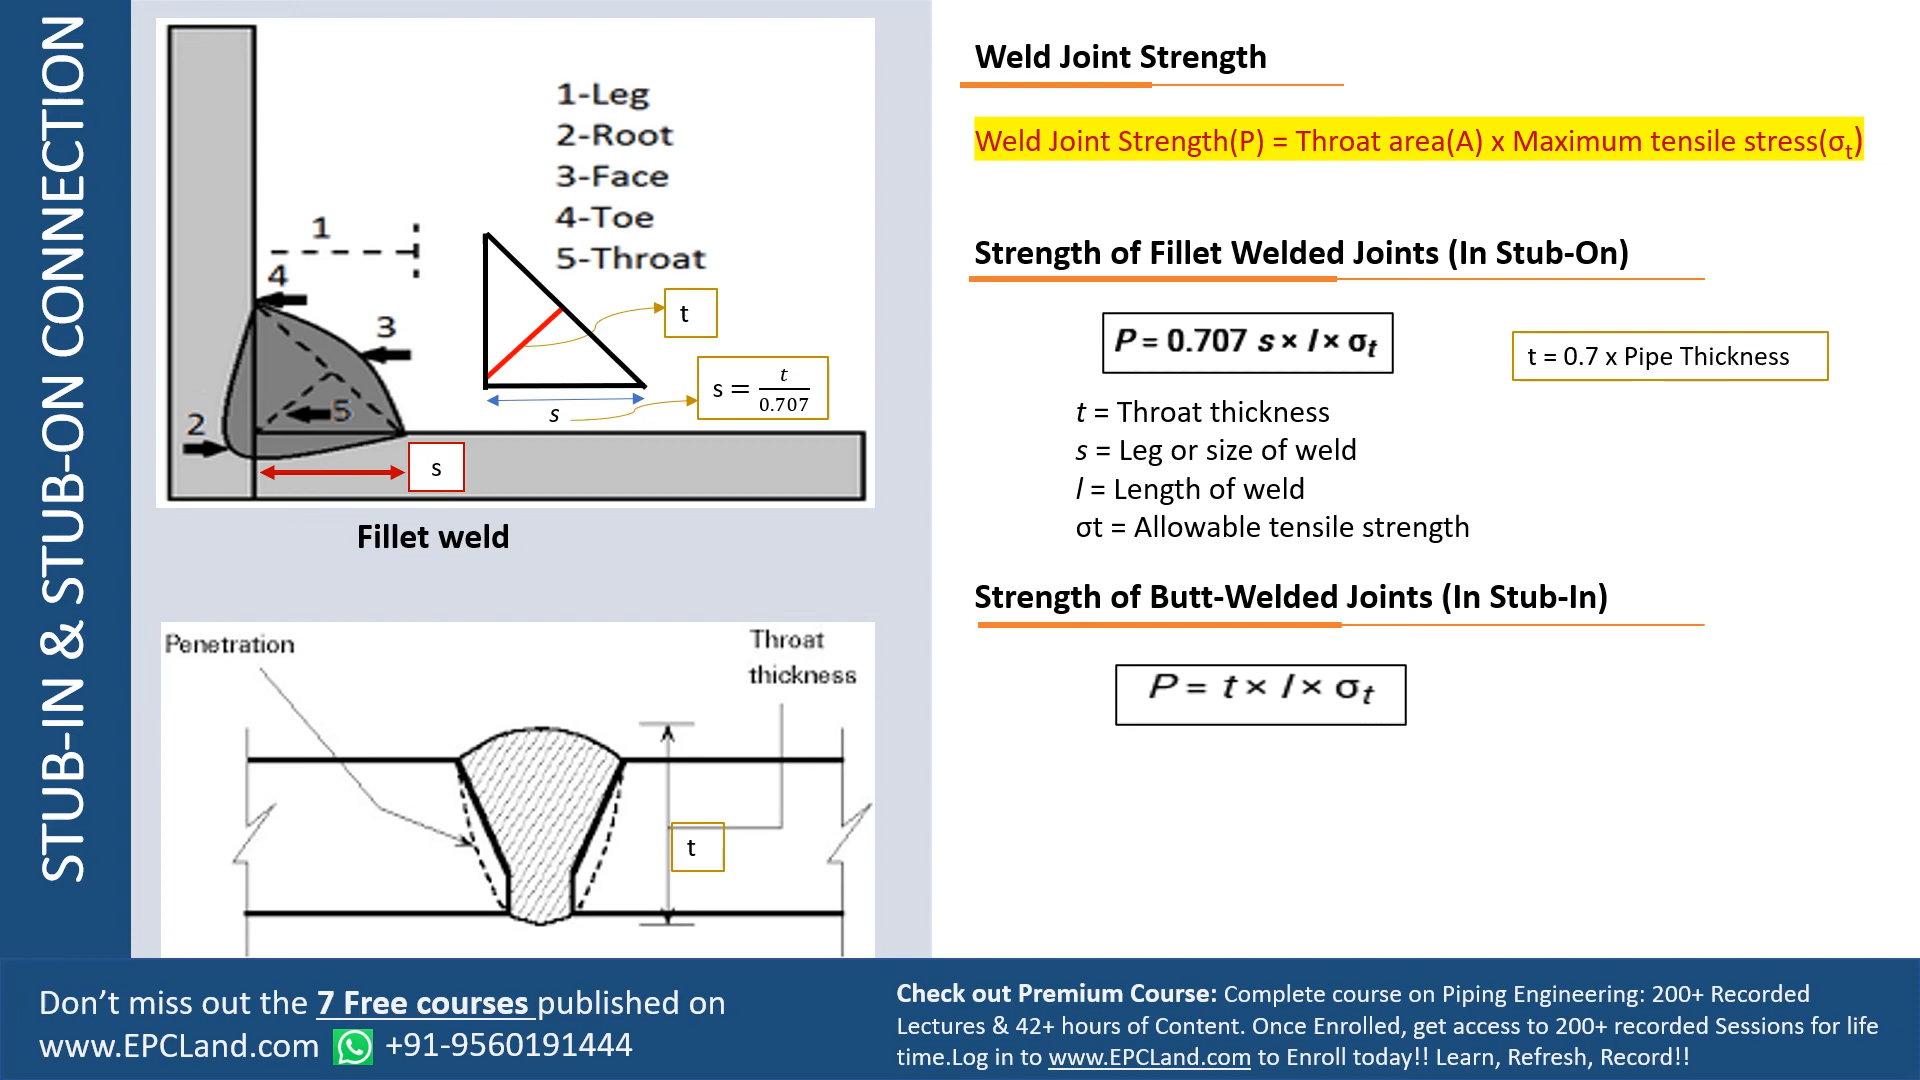 STUB-IN & STUB-ON CONNECTION
1-Leg
2-Root
3-Face
4-Toe
5-Throat
1
4
3
5
2
t
s = t/0.707
s
s
Fillet weld
Penetration
Throat
thickness
t
Weld Joint Strength
Weld Joint Strength(P) = Throat area(A) x Maximum tensile stress(σt)
Strength of Fillet Welded Joints (In Stub-On)
P = 0.707 s × l × σt
t = 0.7 x Pipe Thickness
t = Throat thickness
s = Leg or size of weld
l = Length of weld
σt = Allowable tensile strength
Strength of Butt-Welded Joints (In Stub-In)
P = t × l × σt
Don’t miss out the 7 Free courses published on
www.EPCLand.com +91-9560191444
Check out Premium Course: Complete course on Piping Engineering: 200+ Recorded
Lectures & 42+ hours of Content. Once Enrolled, get access to 200+ recorded Sessions for life
time.Log in to www.EPCLand.com to Enroll today!! Learn, Refresh, Record!!